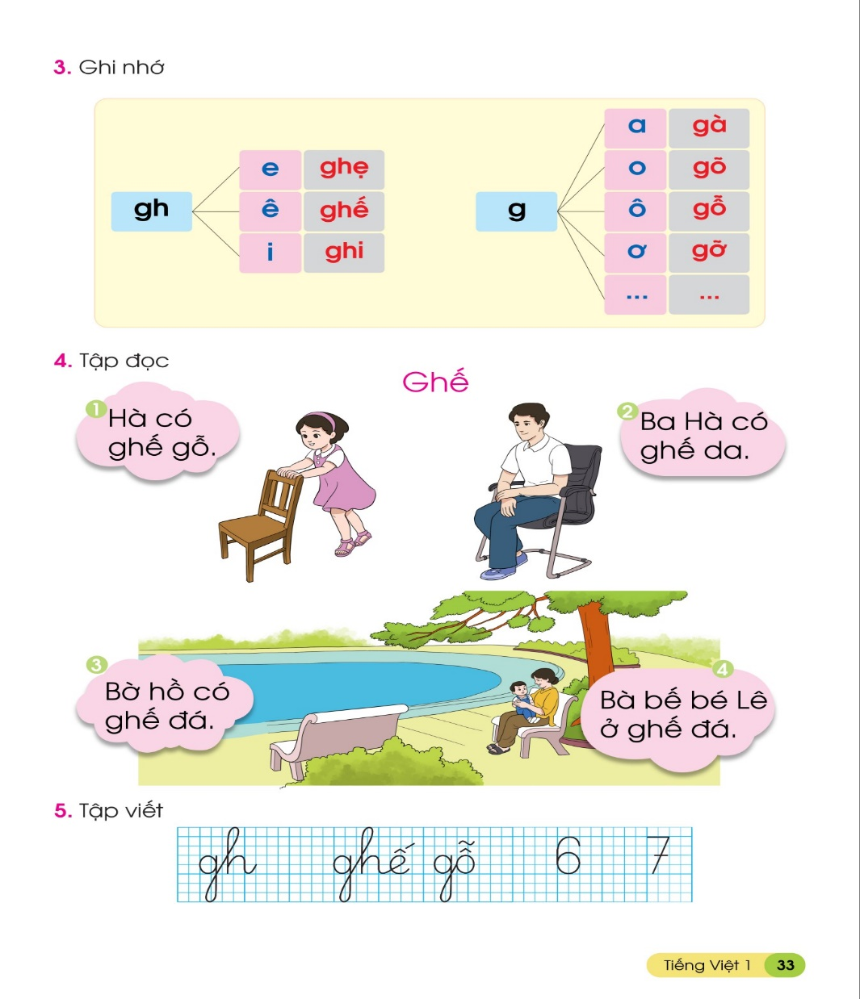 3. Ghi nhớ
gh
e ghẹ
ê ghế
i ghi
g
a gà
o gõ
ô gỗ
ơ gỡ
... ...
4. Tập đọc
Ghế
1
Hà có
ghế gỗ.
2
Ba Hà có
ghế da.
3
Bờ hồ có
ghế đá.
4
Bà bế bé Lê
ở ghế đá.
5. Tập viết
gh ghế gỗ 6 7
Tiếng Việt 1 33